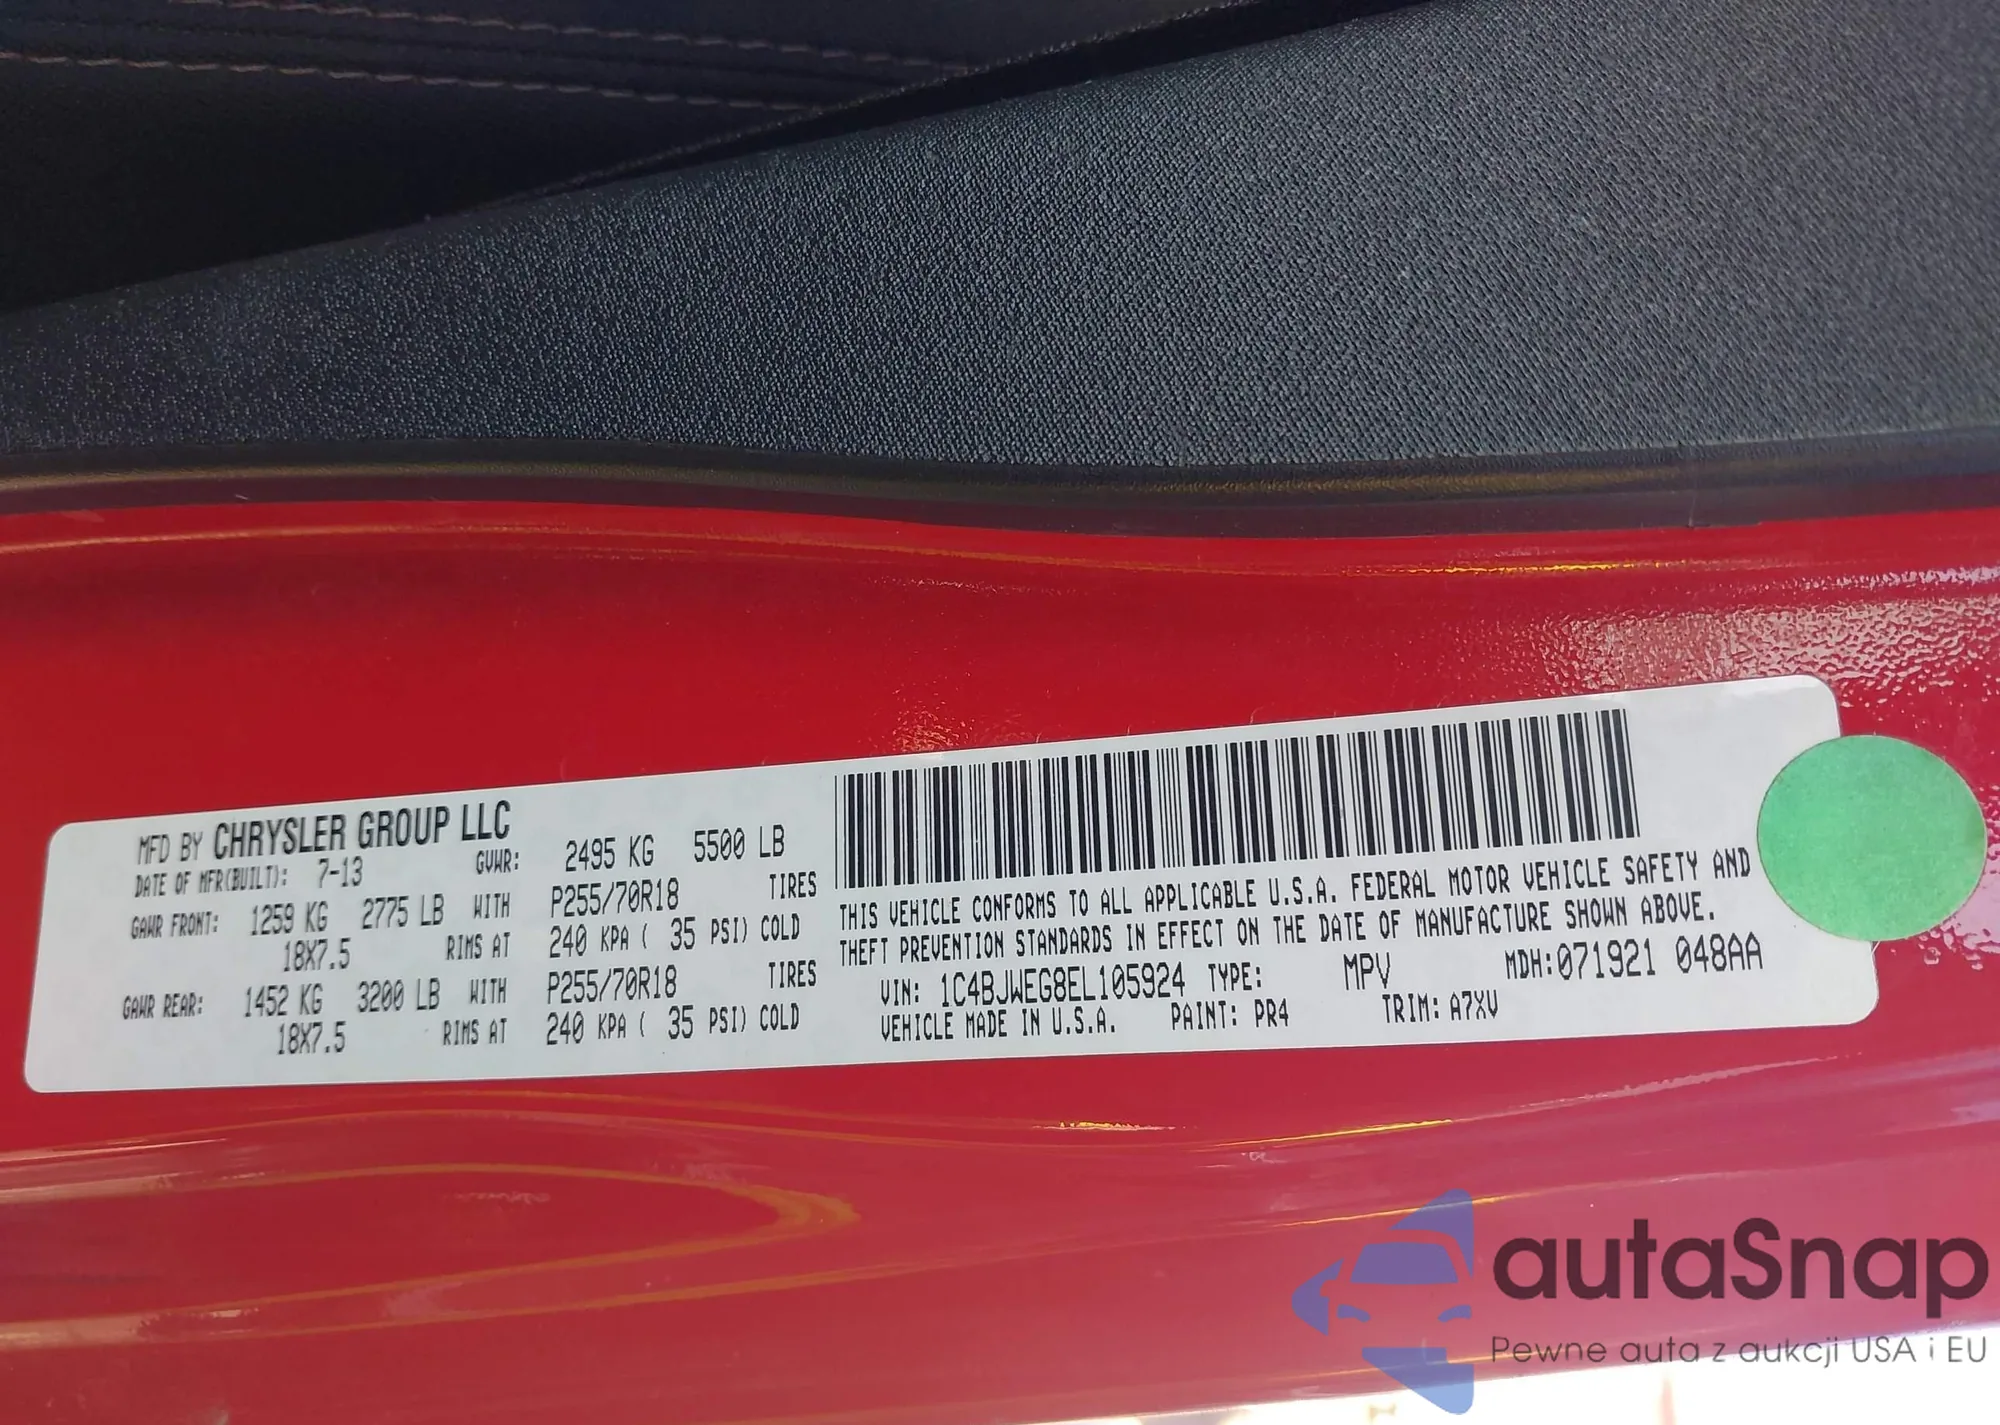 MFD BY CHRYSLER GROUP LLC
DATE OF MFR(BUILT): 7-13 GVWR: 2495 KG 5500 LB
GAWR FRONT: 1259 KG 2775 LB WITH P255/70R18 TIRES
18X7.5 RIMS AT 240 KPA ( 35 PSI) COLD
GAWR REAR: 1452 KG 3200 LB WITH P255/70R18 TIRES
18X7.5 RIMS AT 240 KPA ( 35 PSI) COLD
THIS VEHICLE CONFORMS TO ALL APPLICABLE U.S.A. FEDERAL MOTOR VEHICLE SAFETY AND
THEFT PREVENTION STANDARDS IN EFFECT ON THE DATE OF MANUFACTURE SHOWN ABOVE.
VIN: 1C4BJWEG8EL105924 TYPE: MPV MDH:071921 048AA
VEHICLE MADE IN U.S.A. PAINT: PR4 TRIM: A7XV
autaSnap
Pewne auta z aukcji USA i EU